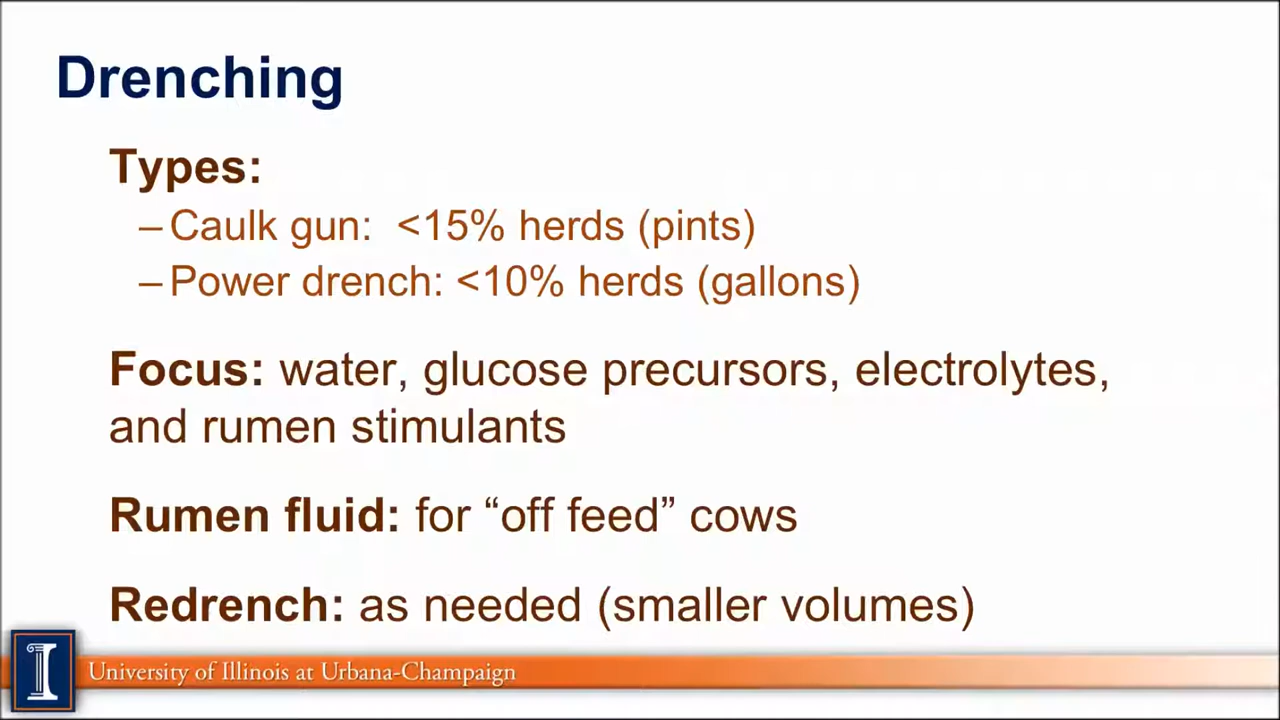 Drenching
Types:
– Caulk gun:  <15% herds (pints)
– Power drench: <10% herds (gallons)
Focus: water, glucose precursors, electrolytes,
and rumen stimulants
Rumen fluid: for “off feed” cows
Redrench: as needed (smaller volumes)
I
University of Illinois at Urbana-Champaign